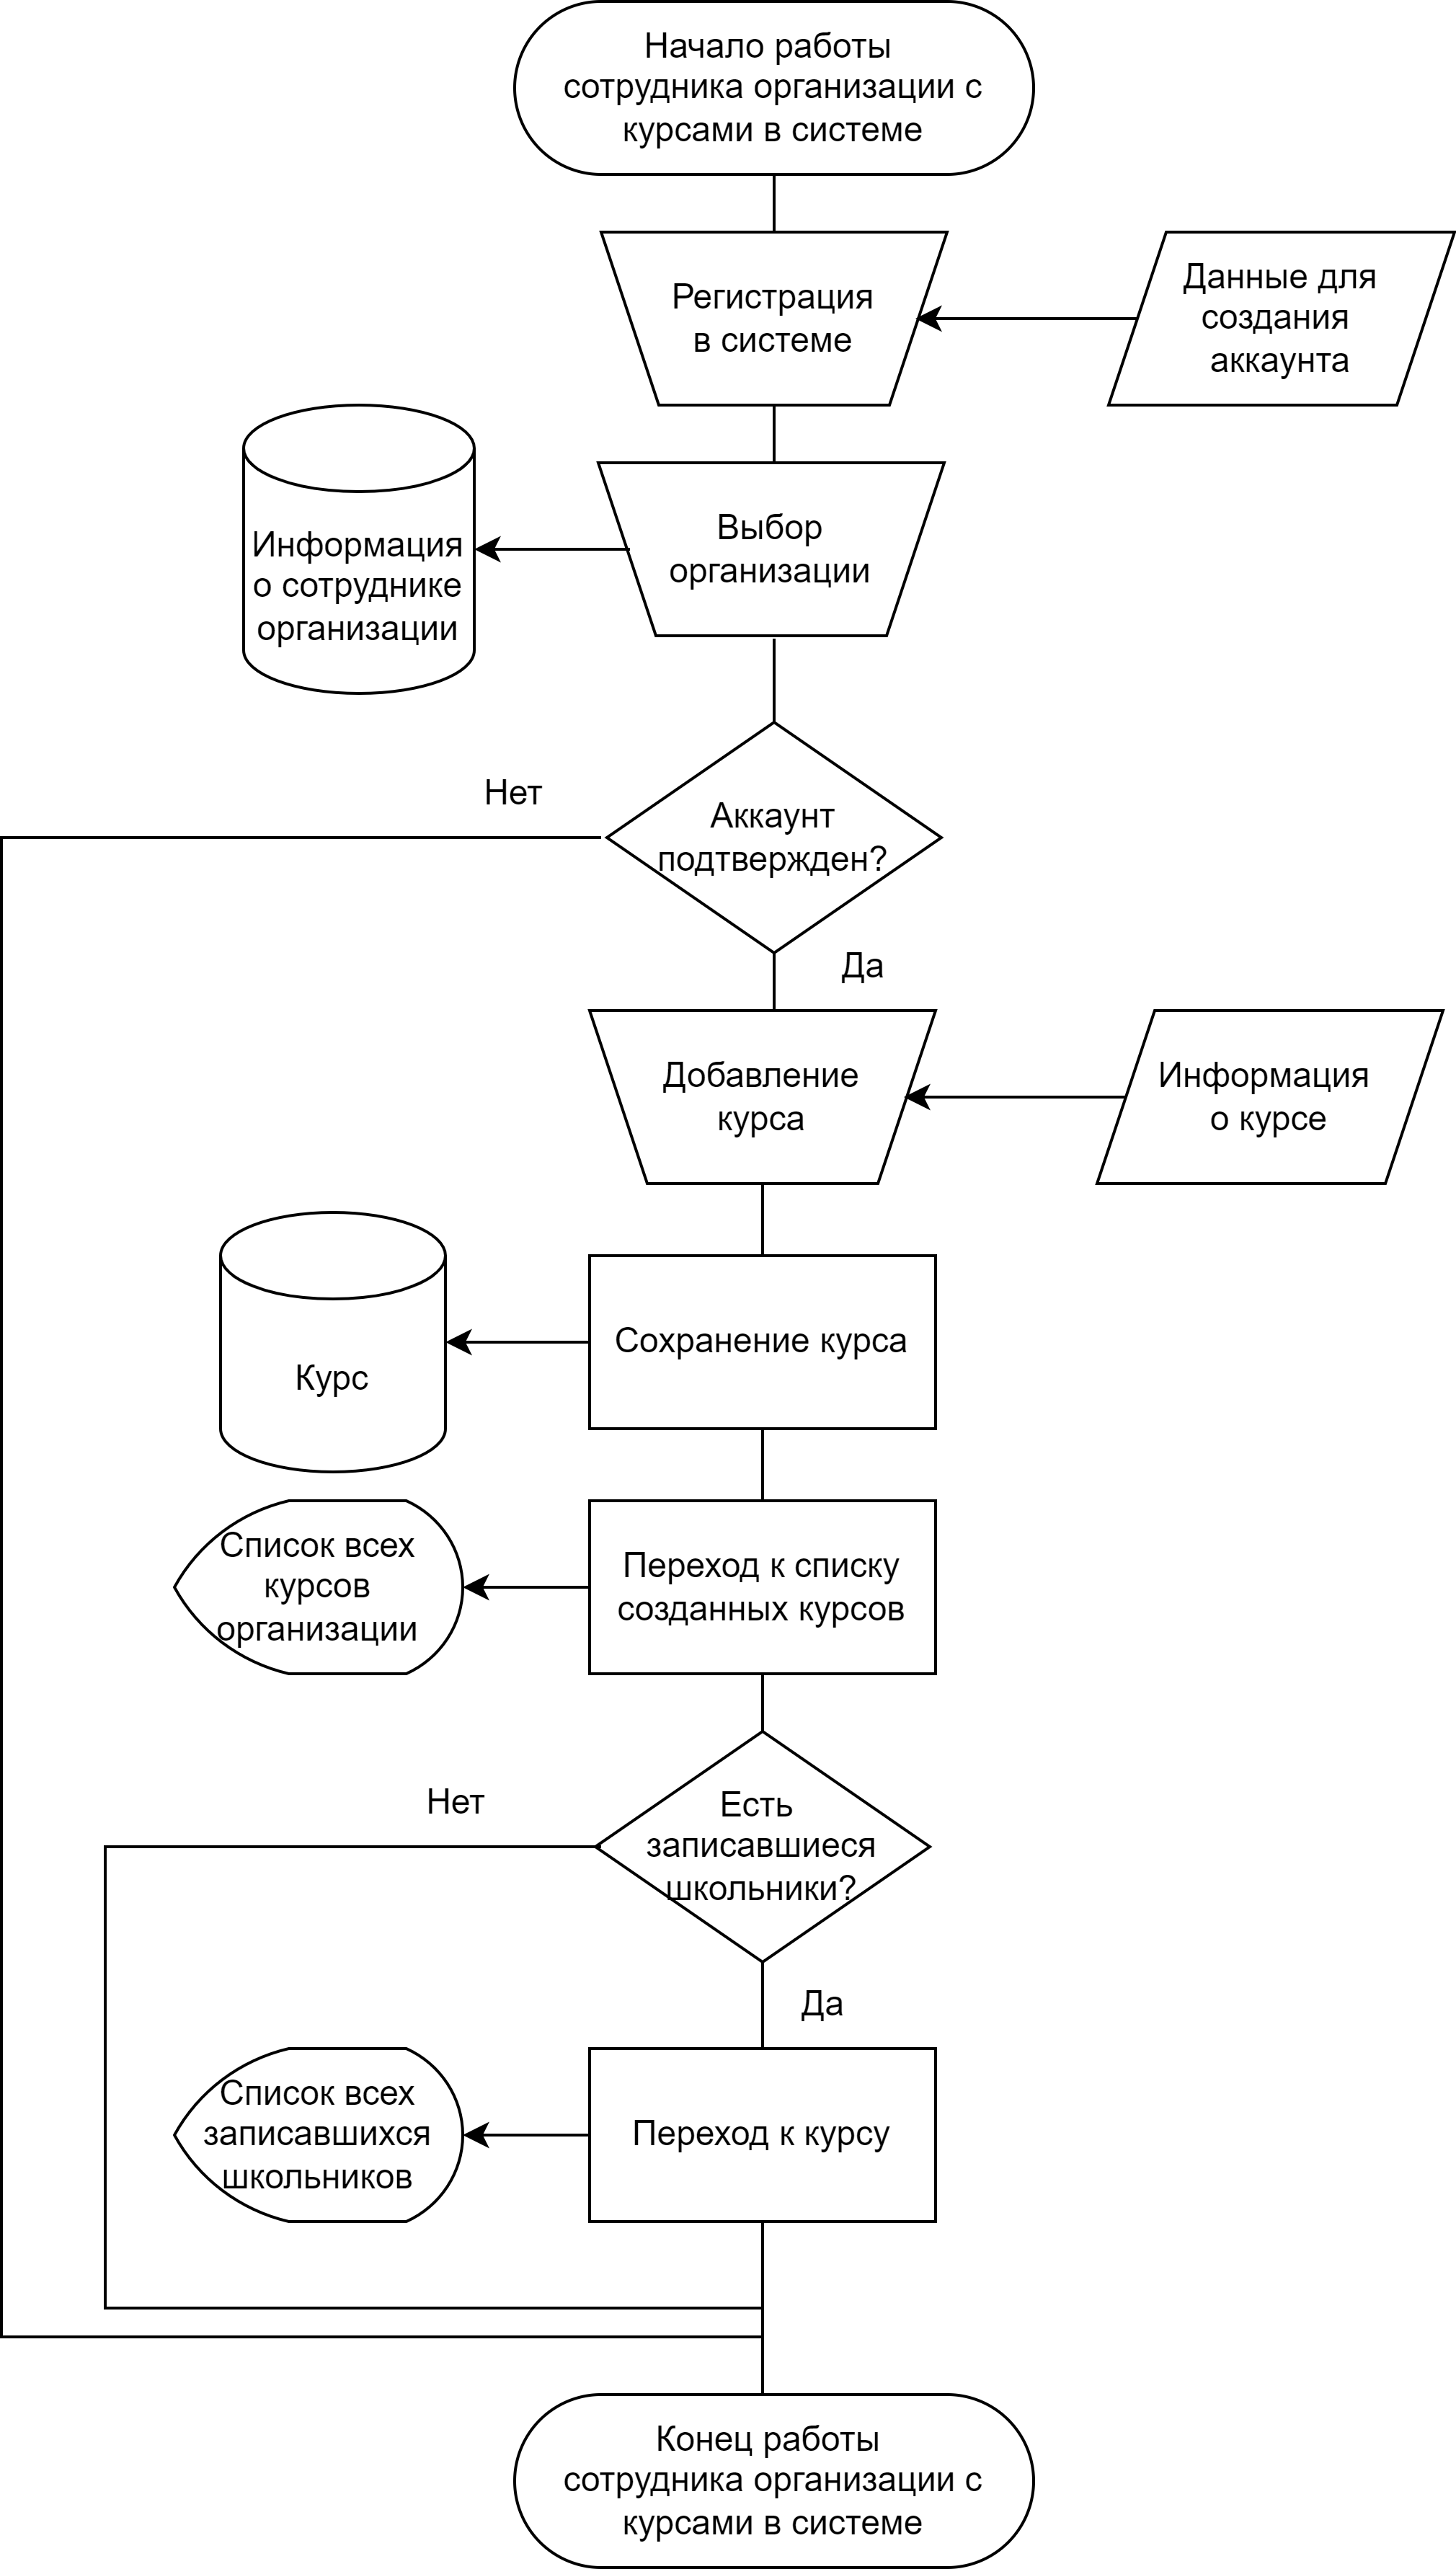 Начало работы
сотрудника организации с
курсами в системе
Регистрация
в системе
Данные для
создания
аккаунта
Выбор
организации
Информация
о сотруднике
организации
Нет
Аккаунт
подтвержден?
Да
Добавление
курса
Информация
о курсе
Сохранение курса
Курс
Переход к списку
созданных курсов
Список всех
курсов
организации
Нет
Есть
записавшиеся
школьники?
Да
Переход к курсу
Список всех
записавшихся
школьников
Конец работы
сотрудника организации с
курсами в системе